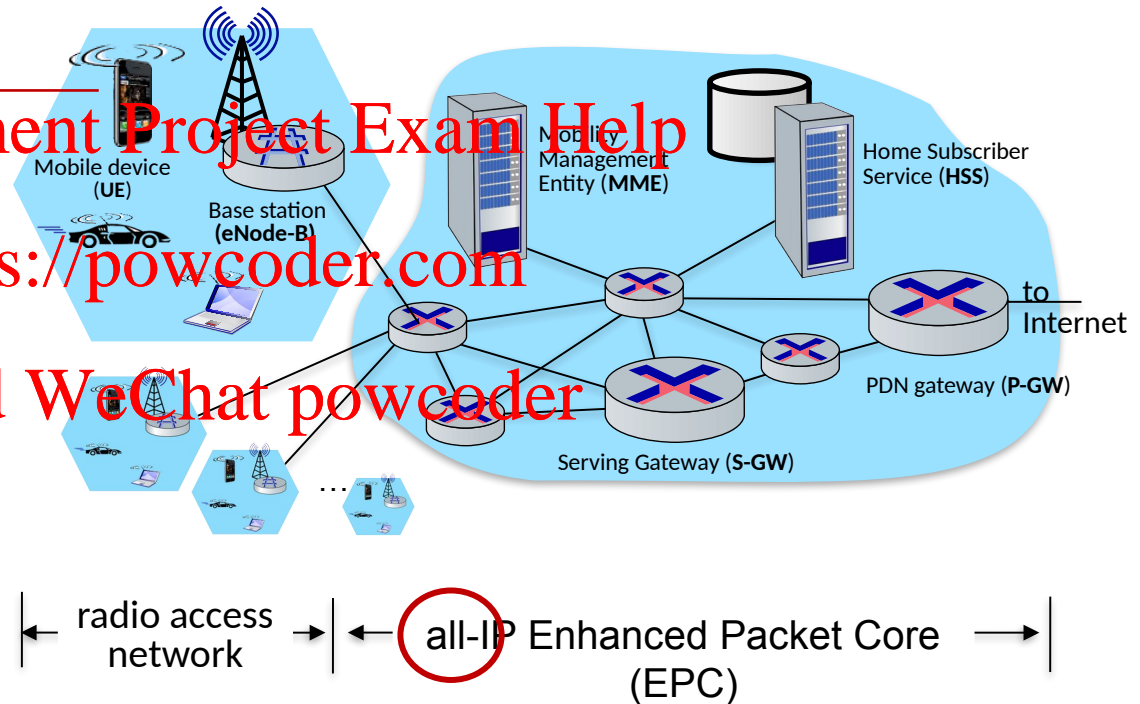 ment Project Exam Help
Mobility
Management
Entity (MME)
Home Subscriber
Service (HSS)
Mobile device
(UE)
Base station
(eNode-B)
s://powcoder.com
to
Internet
PDN gateway (P-GW)
WeChat powcoder
Serving Gateway (S-GW)
...
radio access
network
all-IP Enhanced Packet Core
(EPC)